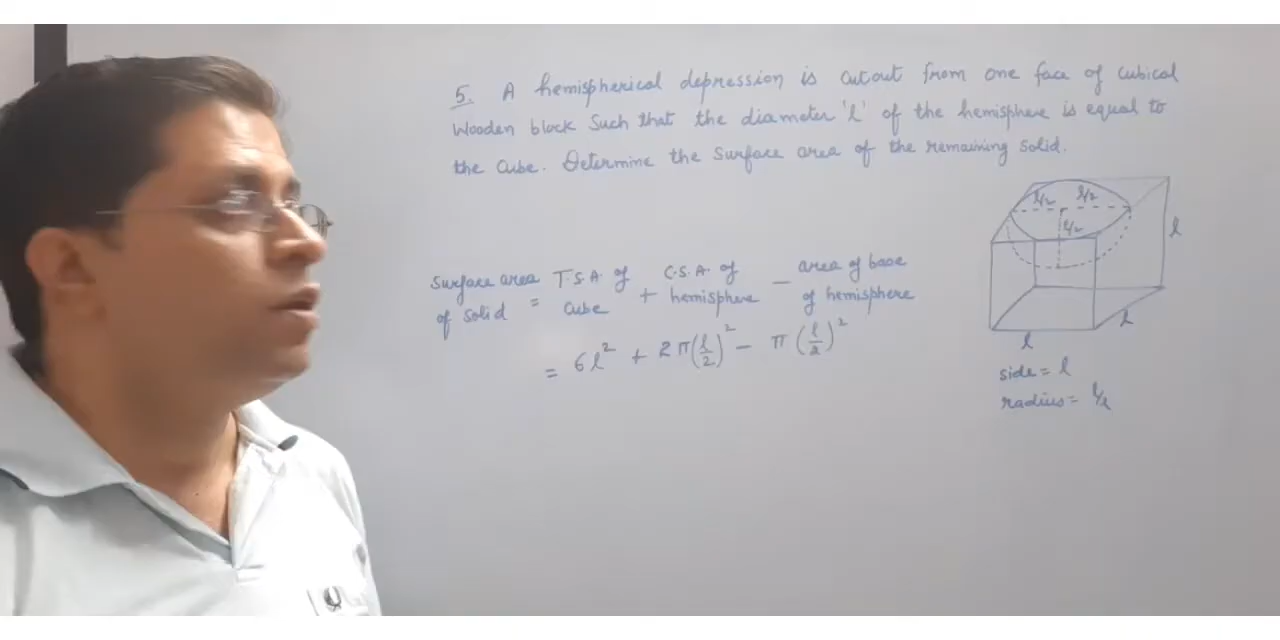 5. A hemispherical depression is cutout from one face of cubical
Wooden block such that the diameter 'l' of the hemisphere is equal to
the cube. Determine the surface area of the remaining solid.
l/2 l/2
l/2
l
l
l
side = l
radius = l/2
Surface area of solid = T.S.A. of cube + C.S.A. of hemisphere - area of base of hemisphere
= 6l² + 2π(l/2)² - π(l/2)²